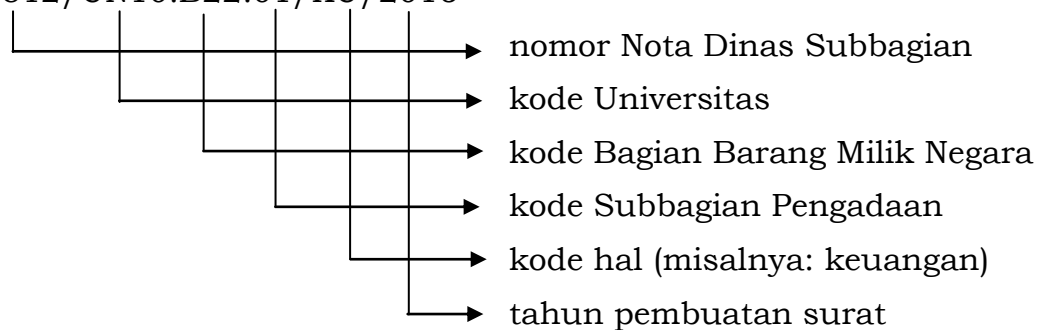 nomor Nota Dinas Subbagian
kode Universitas
kode Bagian Barang Milik Negara
kode Subbagian Pengadaan
kode hal (misalnya: keuangan)
tahun pembuatan surat